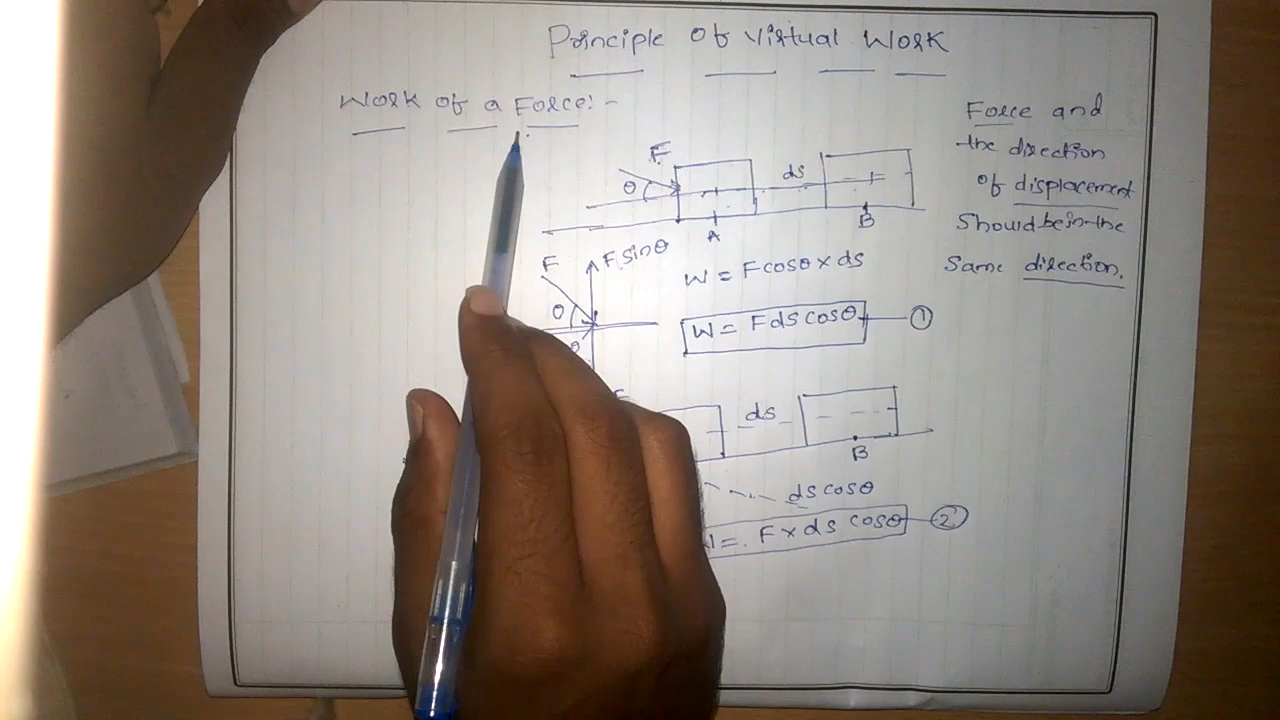 Principle of Virtual Work
Work of a Force:-
Force and
the direction
of displacement
Should be in the
Same direction.
F
θ
ds
A
B
F
F sinθ
θ
θ
W = Fcosθ x ds
W = F ds cosθ — ①
ds
B
ds cosθ
= F x ds cosθ — ②